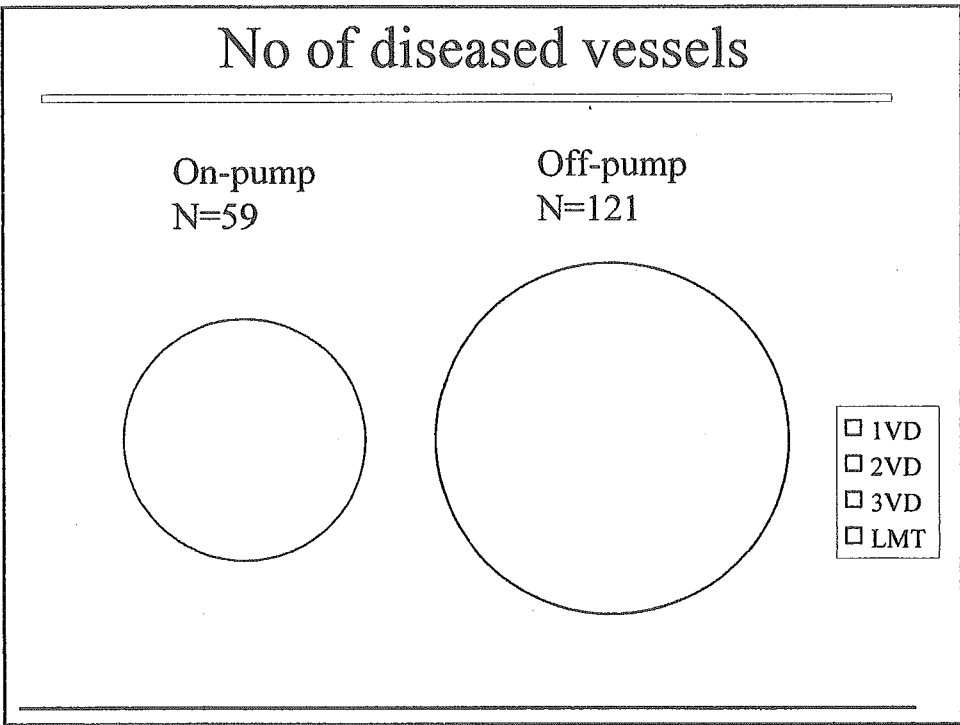 No of diseased vessels
On-pump
N=59
Off-pump
N=121
1VD
2VD
3VD
LMT